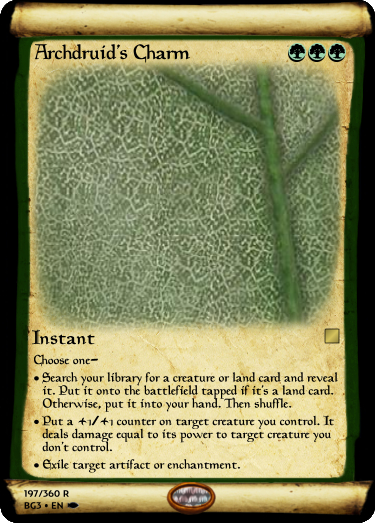 Archdruid's Charm
Instant
Choose one—
• Search your library for a creature or land card and reveal
it. Put it onto the battlefield tapped if it's a land card.
Otherwise, put it into your hand. Then shuffle.
• Put a +1/+1 counter on target creature you control. It
deals damage equal to its power to target creature you
don't control.
• Exile target artifact or enchantment.
197/360 R
BG3 • EN